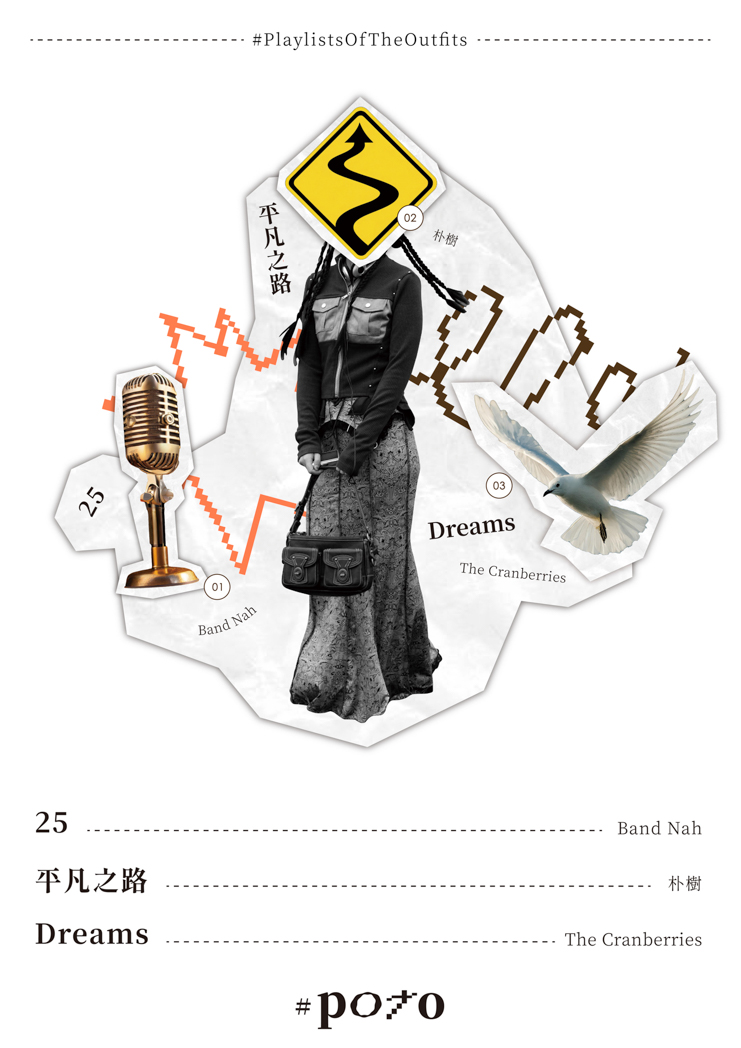 #PlaylistsOfTheOutfits
平凡之路
02
朴樹
25
01
Band Nah
03
Dreams
The Cranberries
25 Band Nah
平凡之路 朴樹
Dreams The Cranberries
#poto